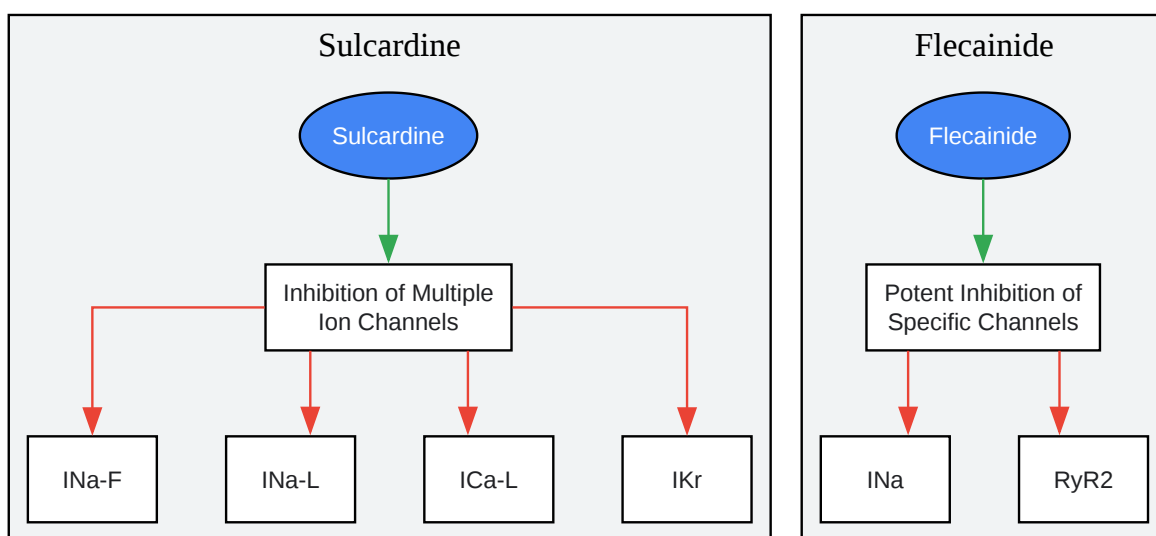 Sulcardine
Sulcardine
Inhibition of Multiple
Ion Channels
INa-F
INa-L
ICa-L
IKr
Flecainide
Flecainide
Potent Inhibition of
Specific Channels
INa
RyR2